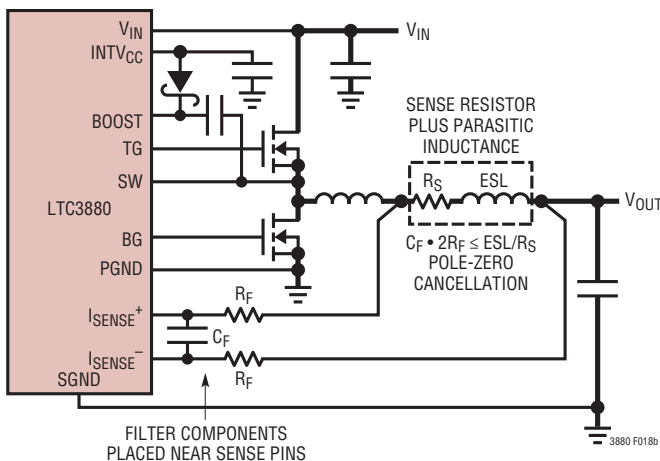 V_IN
INTV_CC
BOOST
TG
SW
LTC3880
BG
PGND
I_SENSE^+
I_SENSE^-
SGND
V_IN
SENSE RESISTOR
PLUS PARASITIC
INDUCTANCE
R_S
ESL
V_OUT
C_F • 2R_F ≤ ESL/R_S
POLE-ZERO
CANCELLATION
R_F
C_F
R_F
FILTER COMPONENTS
PLACED NEAR SENSE PINS
3880 F018b